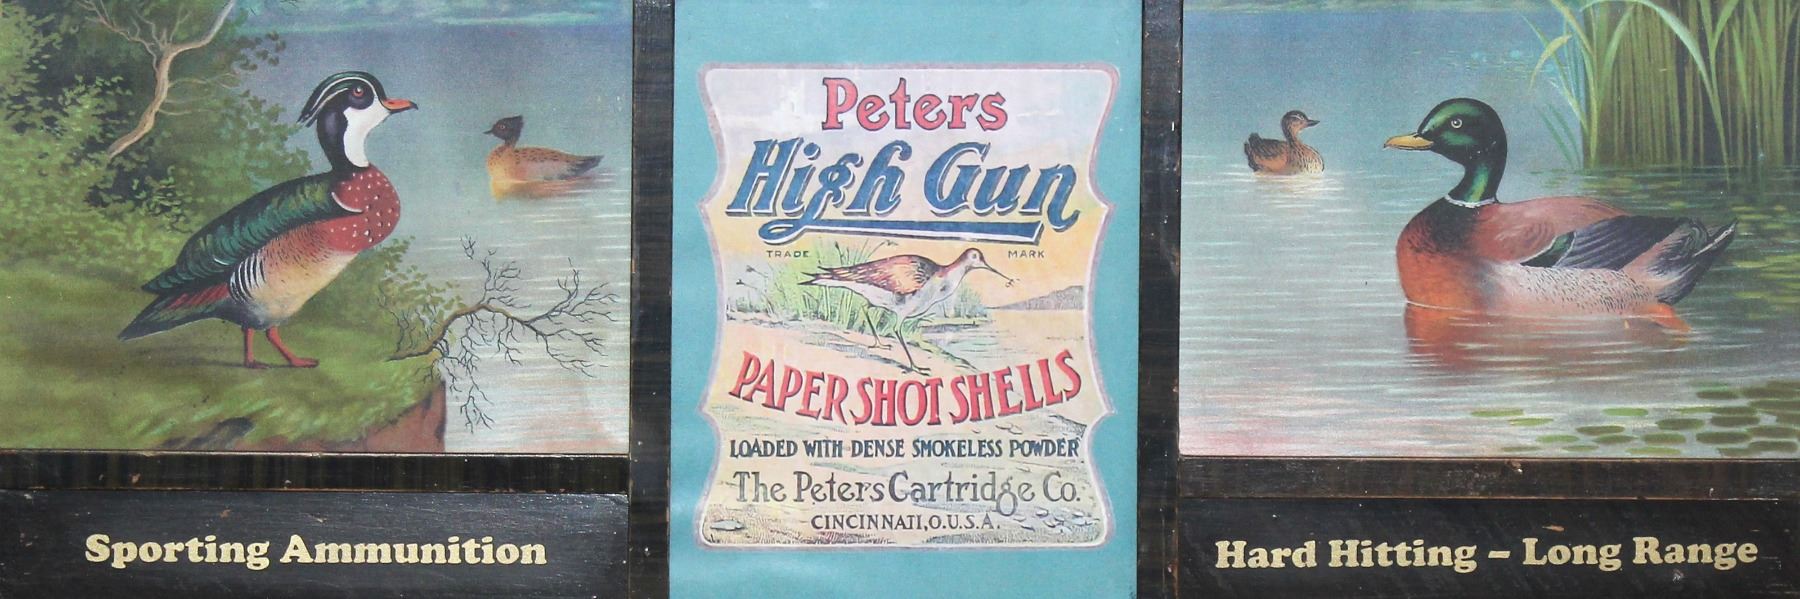 Peters
High Gun
TRADE MARK
PAPER SHOT SHELLS
LOADED WITH DENSE SMOKELESS POWDER
The Peters Cartridge Co.
CINCINNATI, O. U.S.A.
Sporting Ammunition
Hard Hitting – Long Range